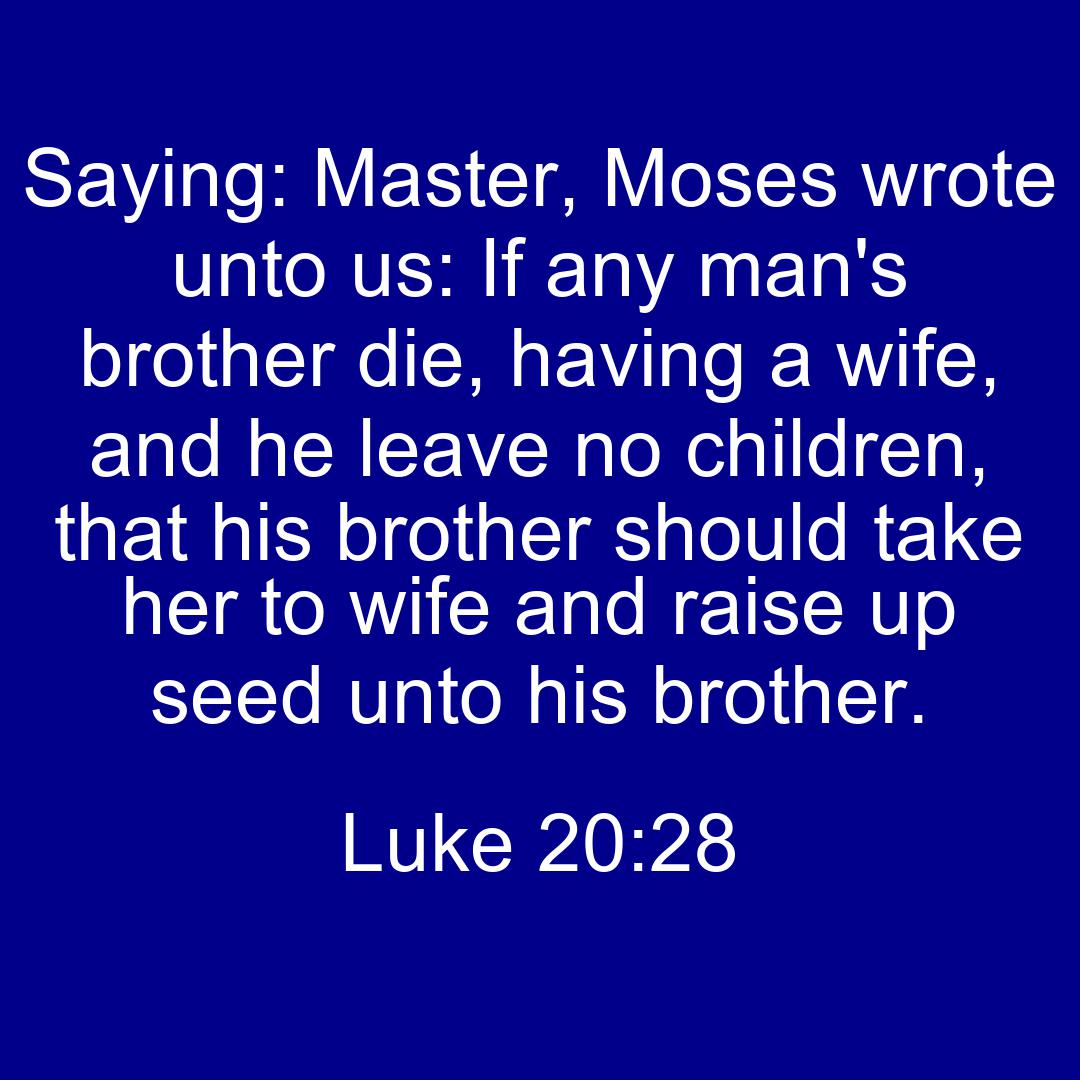 Saying: Master, Moses wrote
unto us: If any man's
brother die, having a wife,
and he leave no children,
that his brother should take
her to wife and raise up
seed unto his brother.
Luke 20:28